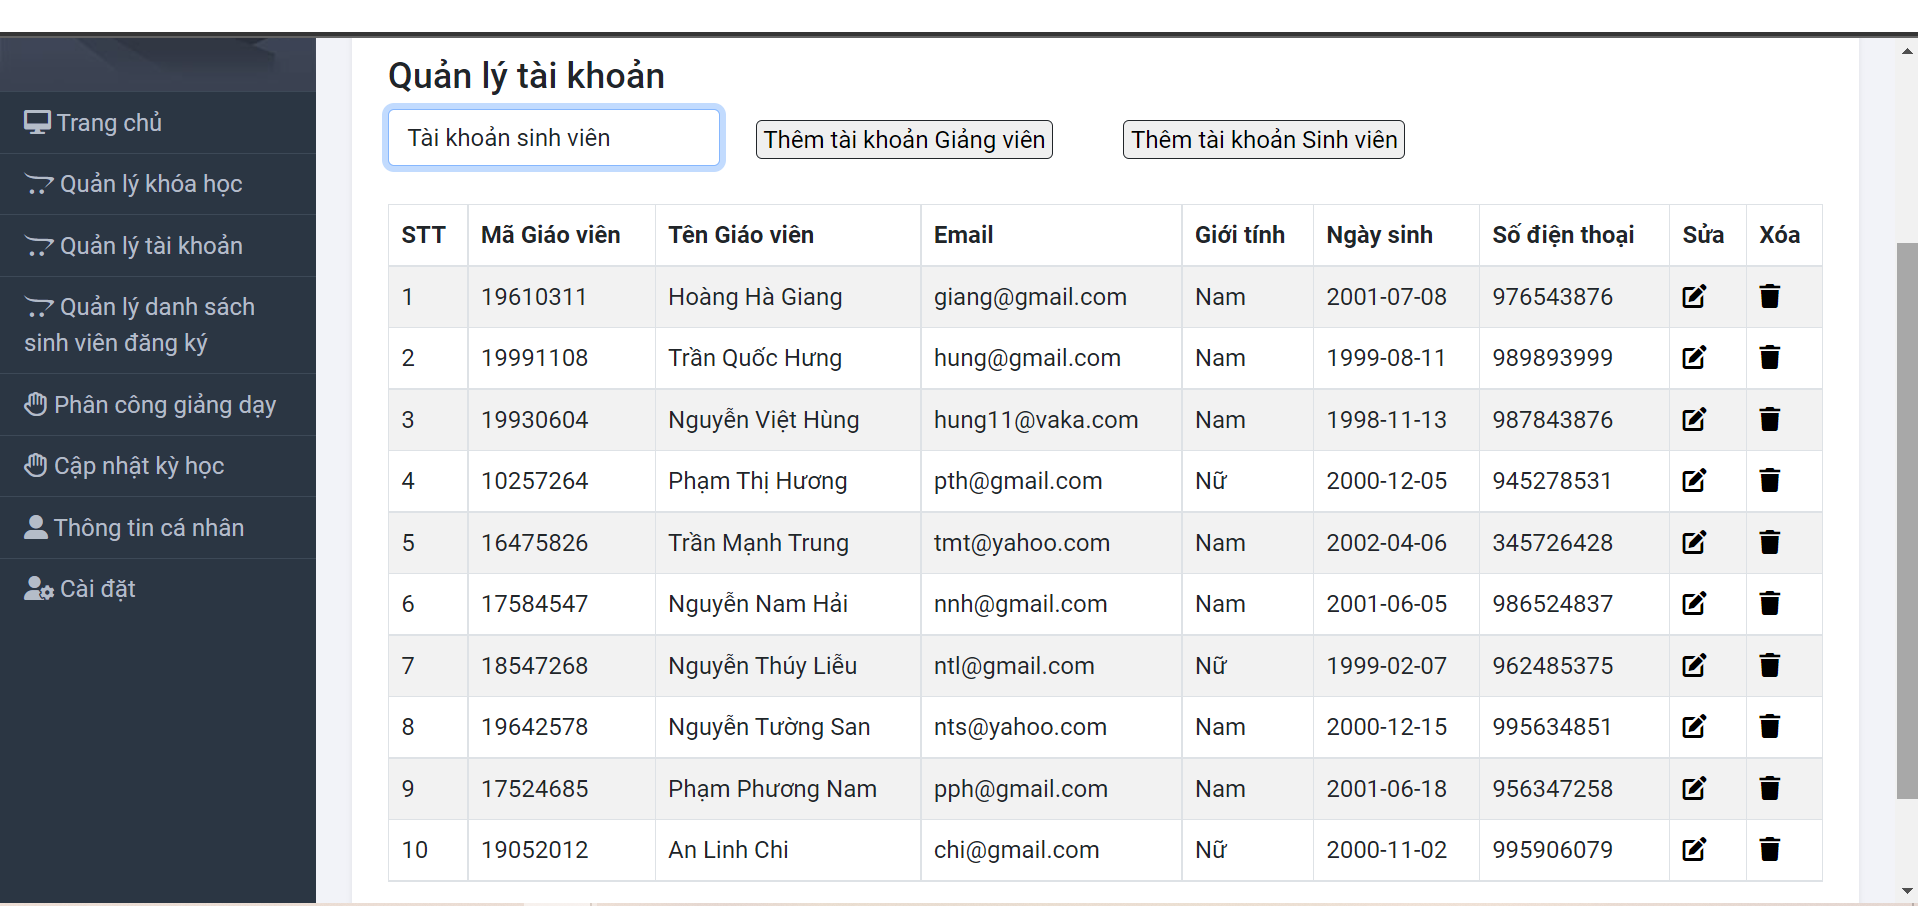 Trang chủ
Quản lý khóa học
Quản lý tài khoản
Quản lý danh sách
sinh viên đăng ký
Phân công giảng dạy
Cập nhật kỳ học
Thông tin cá nhân
Cài đặt
Quản lý tài khoản
Tài khoản sinh viên
Thêm tài khoản Giảng viên
Thêm tài khoản Sinh viên
STT Mã Giáo viên Tên Giáo viên Email Giới tính Ngày sinh Số điện thoại Sửa Xóa
1 19610311 Hoàng Hà Giang giang@gmail.com Nam 2001-07-08 976543876
2 19991108 Trần Quốc Hưng hung@gmail.com Nam 1999-08-11 989893999
3 19930604 Nguyễn Việt Hùng hung11@vaka.com Nam 1998-11-13 987843876
4 10257264 Phạm Thị Hương pth@gmail.com Nữ 2000-12-05 945278531
5 16475826 Trần Mạnh Trung tmt@yahoo.com Nam 2002-04-06 345726428
6 17584547 Nguyễn Nam Hải nnh@gmail.com Nam 2001-06-05 986524837
7 18547268 Nguyễn Thúy Liễu ntl@gmail.com Nữ 1999-02-07 962485375
8 19642578 Nguyễn Tường San nts@yahoo.com Nam 2000-12-15 995634851
9 17524685 Phạm Phương Nam pph@gmail.com Nam 2001-06-18 956347258
10 19052012 An Linh Chi chi@gmail.com Nữ 2000-11-02 995906079